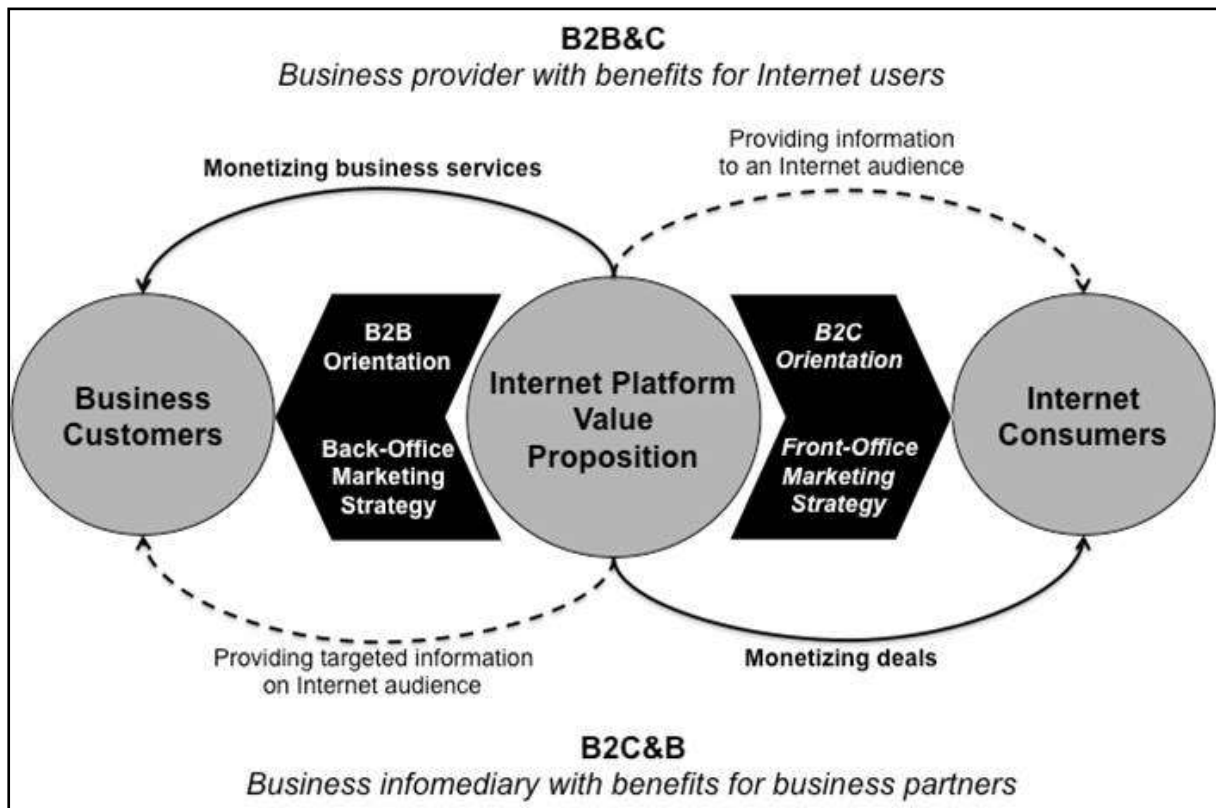 B2B&C
Business provider with benefits for Internet users
Providing information
to an Internet audience
Monetizing business services
B2B
Orientation
Back-Office
Marketing
Strategy
B2C
Orientation
Front-Office
Marketing
Strategy
Business
Customers
Internet Platform
Value
Proposition
Internet
Consumers
Providing targeted information
on Internet audience
Monetizing deals
B2C&B
Business infomediary with benefits for business partners